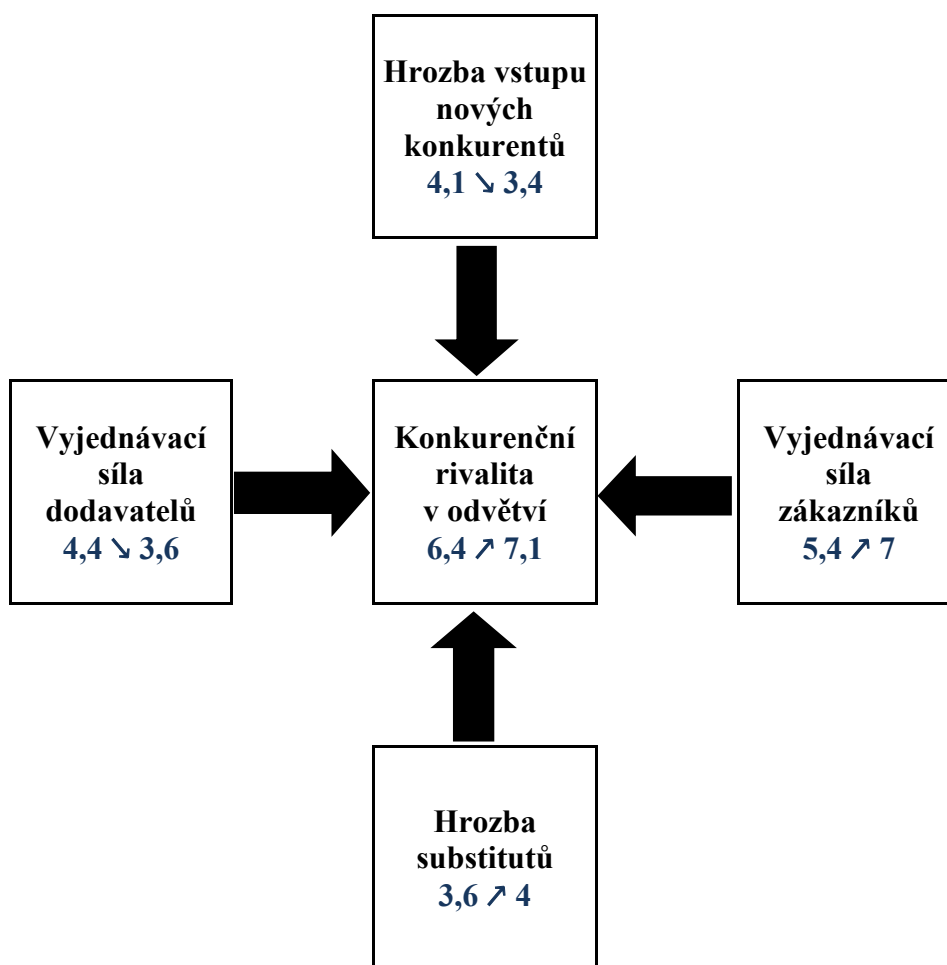 Hrozba vstupu
nových
konkurentů
4,1 ↘ 3,4
Vyjednávací
síla
dodavatelů
4,4 ↘ 3,6
Konkurenční
rivalita
v odvětví
6,4 ↗ 7,1
Vyjednávací
síla
zákazníků
5,4 ↗ 7
Hrozba
substitutů
3,6 ↗ 4